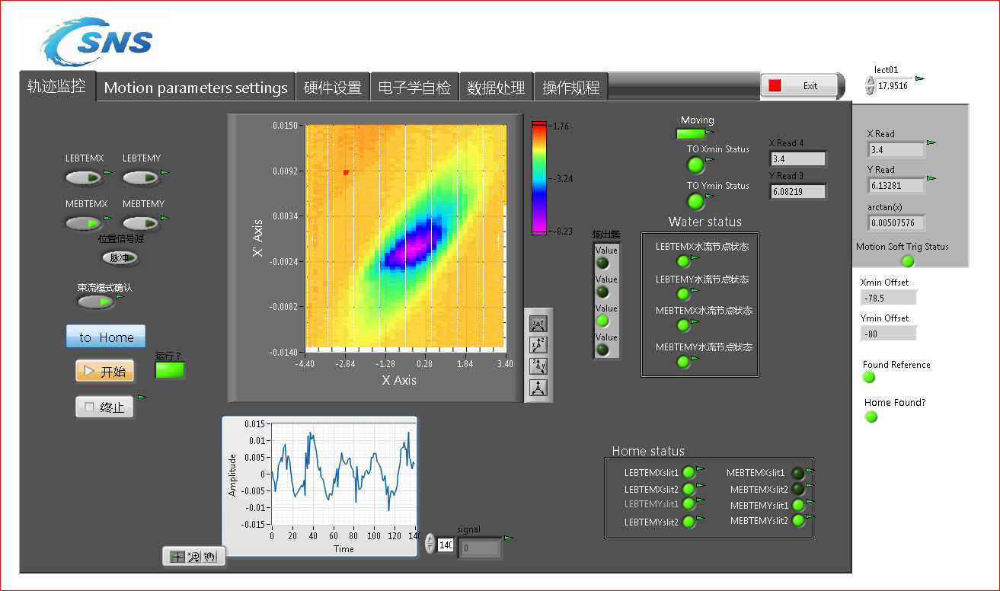 CSNS
轨迹监控
Motion parameters settings
硬件设置
电子学自检
数据处理
操作规程
Exit
lect01
17.9516
LEBTEMX
LEBTEMY
MEBTEMX
MEBTEMY
位置信号源
脉冲
束流模式确认
to Home
运行？
开始
终止
0.0150
0.0092
0.0034
-0.0024
-0.0082
-0.0140
X' Axis
-4.40
-2.84
-1.28
0.28
1.84
3.40
X Axis
-1.76
-3.24
-8.23
Moving
TO Xmin Status
TO Ymin Status
X Read 4
3.4
Y Read 3
6.08219
输出簇
Value
Value
Value
Value
Water status
LEBTEMX水流节点状态
LEBTEMY水流节点状态
MEBTEMX水流节点状态
MEBTEMY水流节点状态
X Read
3.4
Y Read
6.13281
arctan(x)
0.00507576
Motion Soft Trig Status
Xmin Offset
-78.5
Ymin Offset
-80
Found Reference
Home Found?
0.015
0.01
0.005
0
-0.005
-0.01
-0.015
Amplitude
0
20
40
60
80
100
120
140
Time
140
signal
0
Home status
LEBTEMXslit1
MEBTEMXslit1
LEBTEMXslit2
MEBTEMXslit2
LEBTEMYslit1
MEBTEMYslit1
LEBTEMYslit2
MEBTEMYslit2